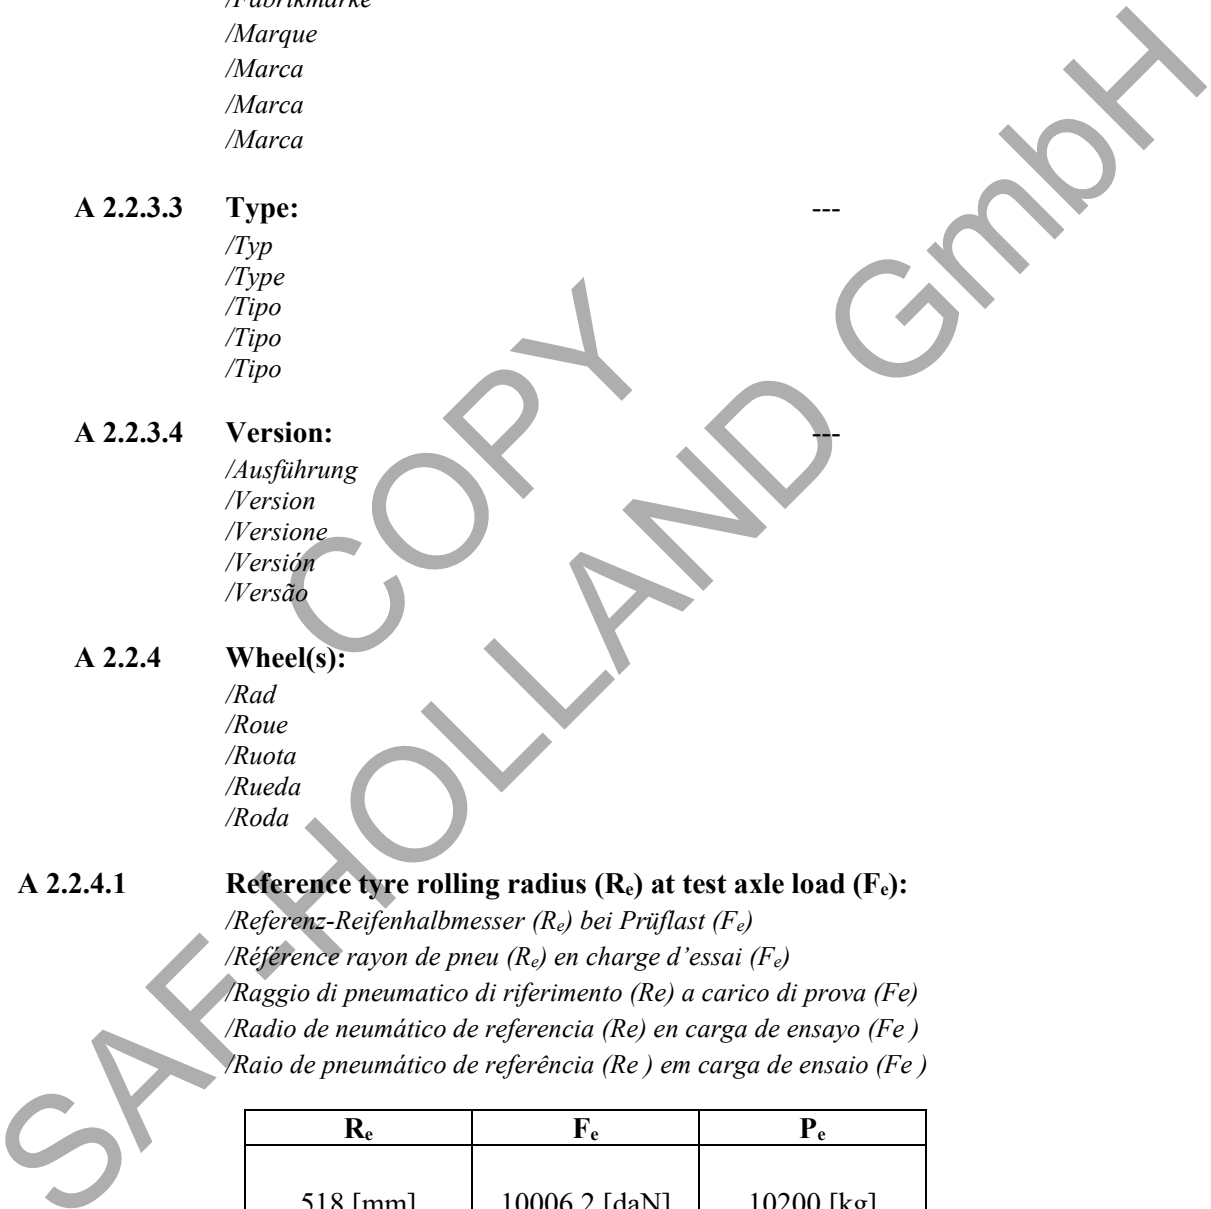 /Fabrikmarke
/Marque
/Marca
/Marca
/Marca
A 2.2.3.3 Type: ---
/Typ
/Type
/Tipo
/Tipo
/Tipo
A 2.2.3.4 Version: ---
/Ausführung
/Version
/Versione
/Versión
/Versão
A 2.2.4 Wheel(s):
/Rad
/Roue
/Ruota
/Rueda
/Roda
A 2.2.4.1 Reference tyre rolling radius (Re) at test axle load (Fe):
/Referenz-Reifenhalbmesser (Re) bei Prüflast (Fe)
/Référence rayon de pneu (Re) en charge d’essai (Fe)
/Raggio di pneumatico di riferimento (Re) a carico di prova (Fe)
/Radio de neumático de referencia (Re) en carga de ensayo (Fe )
/Raio de pneumático de referência (Re ) em carga de ensaio (Fe )
Re Fe Pe
518 [mm] 10006,2 [daN] 10200 [kg]
COPY
SAF-HOLLAND GmbH